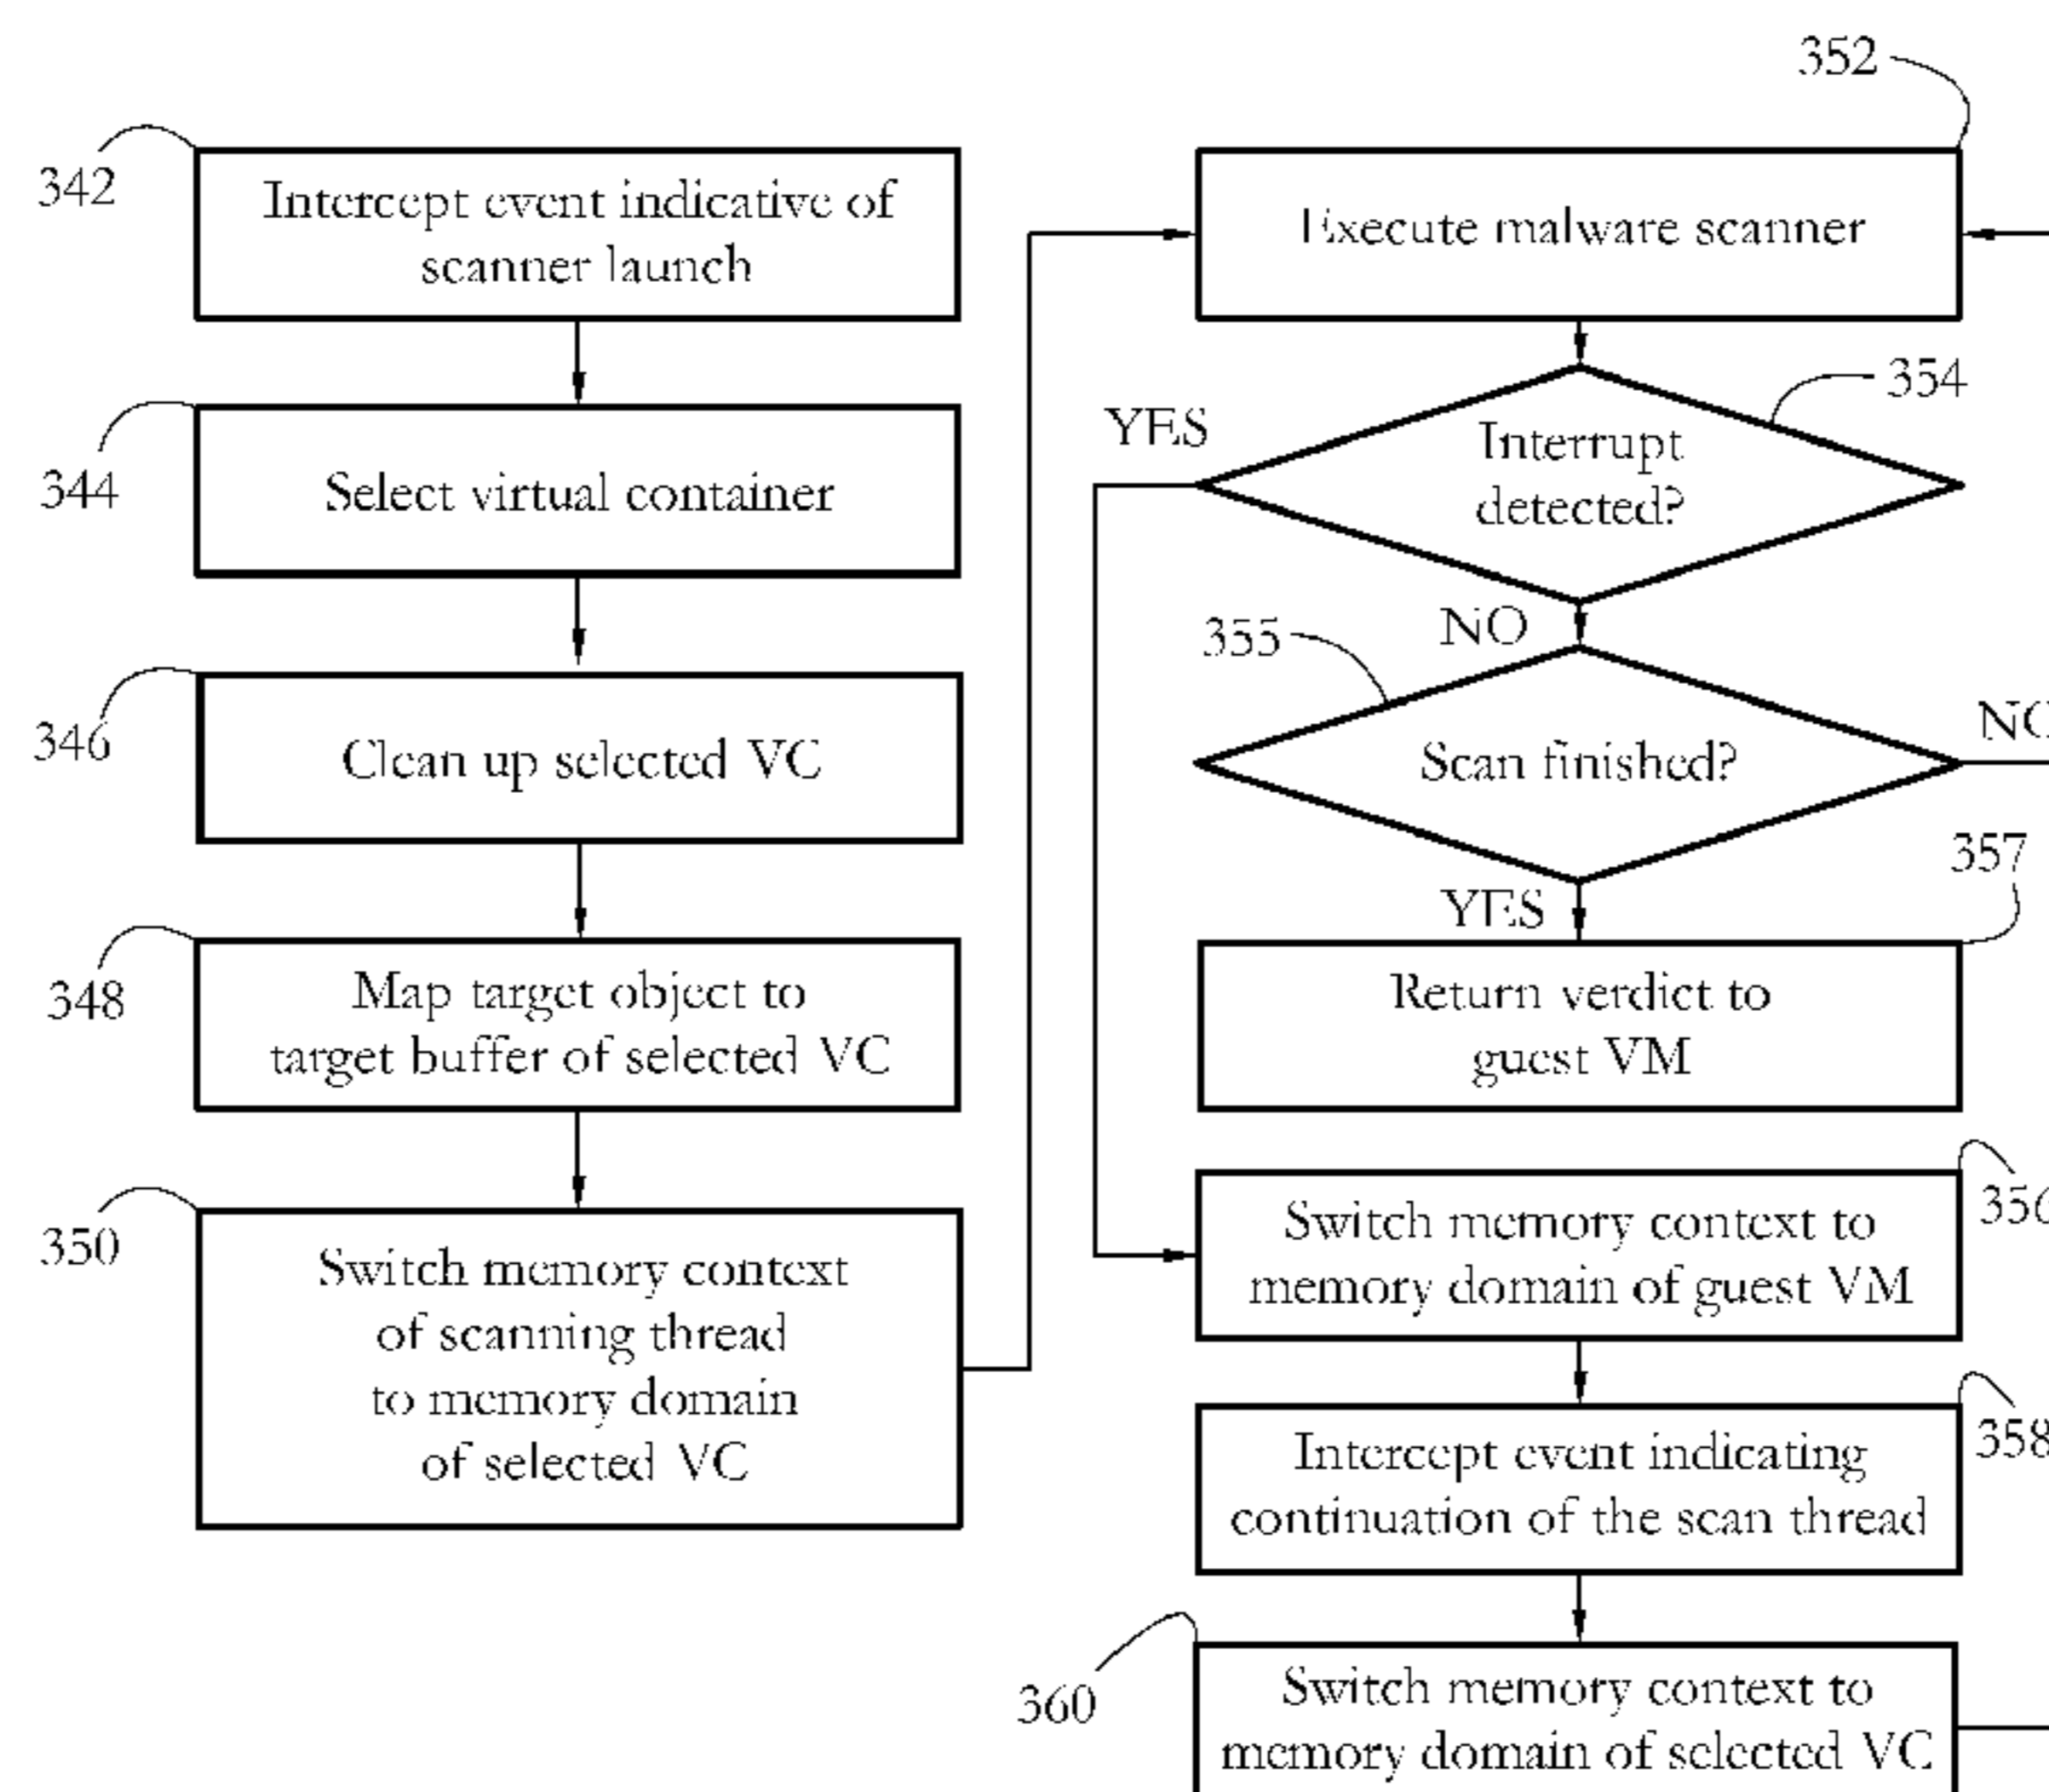 342
Intercept event indicative of
scanner launch
344
Select virtual container
346
Clean up selected VC
348
Map target object to
target buffer of selected VC
350
Switch memory context
of scanning thread
to memory domain
of selected VC
352
Execute malware scanner
354
Interrupt
detected?
YES
NO
355
Scan finished?
NO
YES
357
Return verdict to
guest VM
356
Switch memory context to
memory domain of guest VM
358
Intercept event indicating
continuation of the scan thread
360
Switch memory context to
memory domain of selected VC